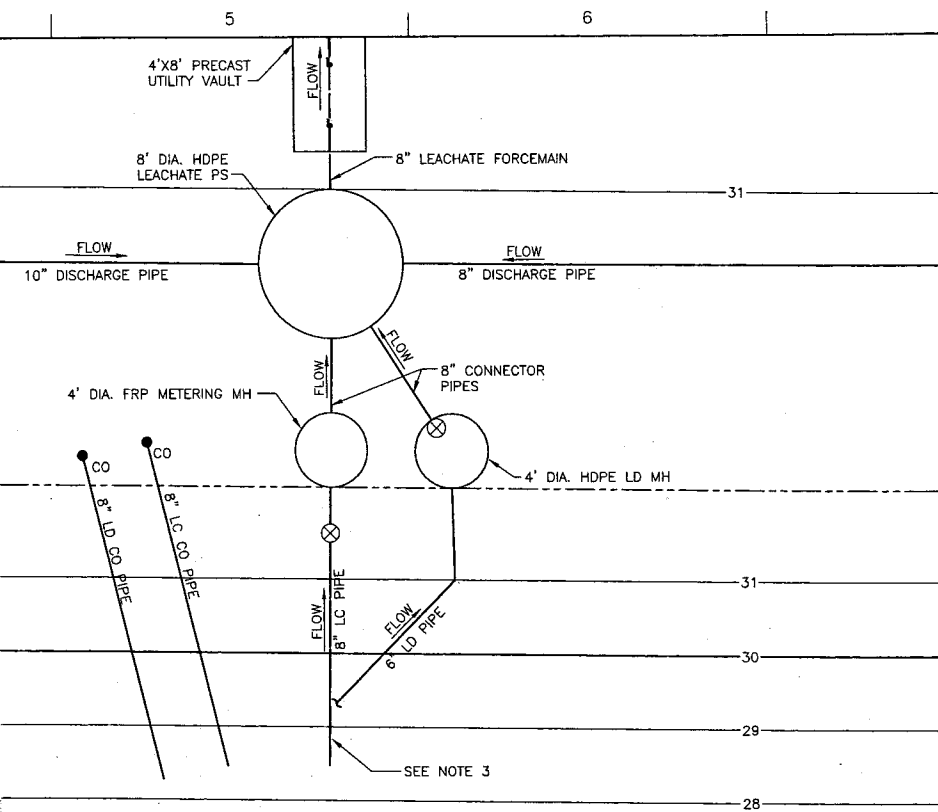 5
6
4'X8' PRECAST
UTILITY VAULT
FLOW
8' DIA. HDPE
LEACHATE PS
8" LEACHATE FORCEMAIN
31
FLOW
10" DISCHARGE PIPE
FLOW
8" DISCHARGE PIPE
FLOW
FLOW
8" CONNECTOR
PIPES
4' DIA. FRP METERING MH
CO
CO
4' DIA. HDPE LD MH
8" LD CO PIPE
8" LC CO PIPE
FLOW
8" LC PIPE
FLOW
6" LD PIPE
31
30
29
SEE NOTE 3
28